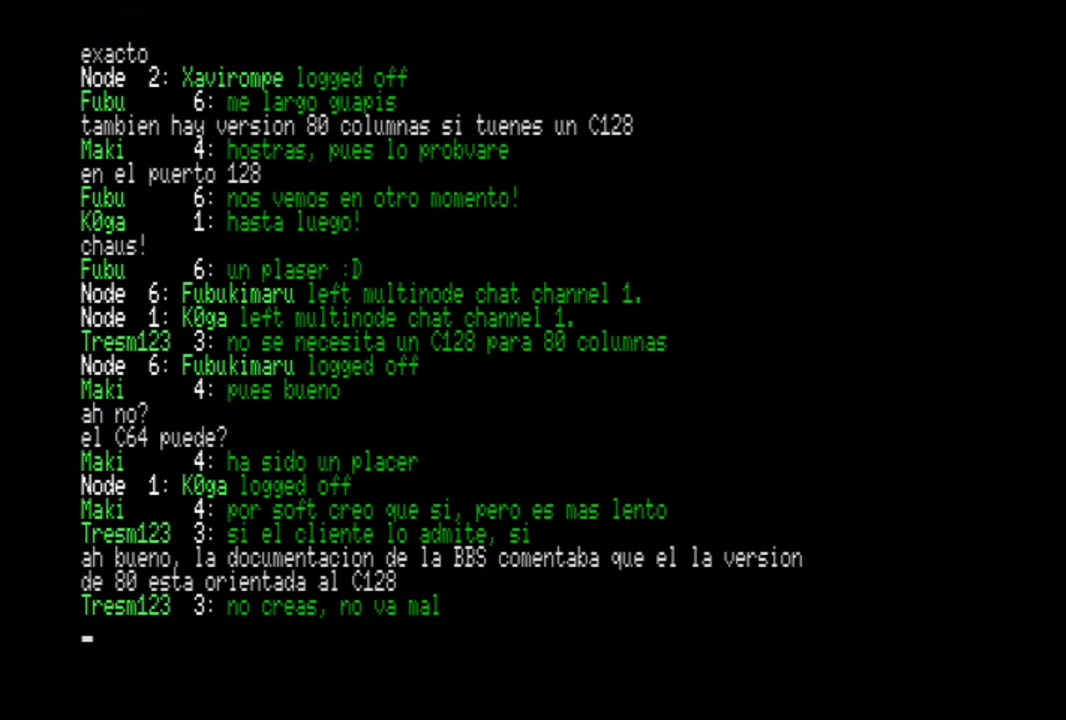 exacto
Node 2: Xavirompe logged off
Fubu 6: me largo guapis
tambien hay version 80 columnas si tuenes un C128
Maki 4: hostras, pues lo probvare
en el puerto 128
Fubu 6: nos vemos en otro momento!
K0ga 1: hasta luego!
chaus!
Fubu 6: un plaser :D
Node 6: Fubukimaru left multinode chat channel 1.
Node 1: K0ga left multinode chat channel 1.
Tresm123 3: no se necesita un C128 para 80 columnas
Node 6: Fubukimaru logged off
Maki 4: pues bueno
ah no?
el C64 puede?
Maki 4: ha sido un placer
Node 1: K0ga logged off
Maki 4: por soft creo que si, pero es mas lento
Tresm123 3: si el cliente lo admite, si
ah bueno, la documentacion de la BBS comentaba que el la version
de 80 esta orientada al C128
Tresm123 3: no creas, no va mal